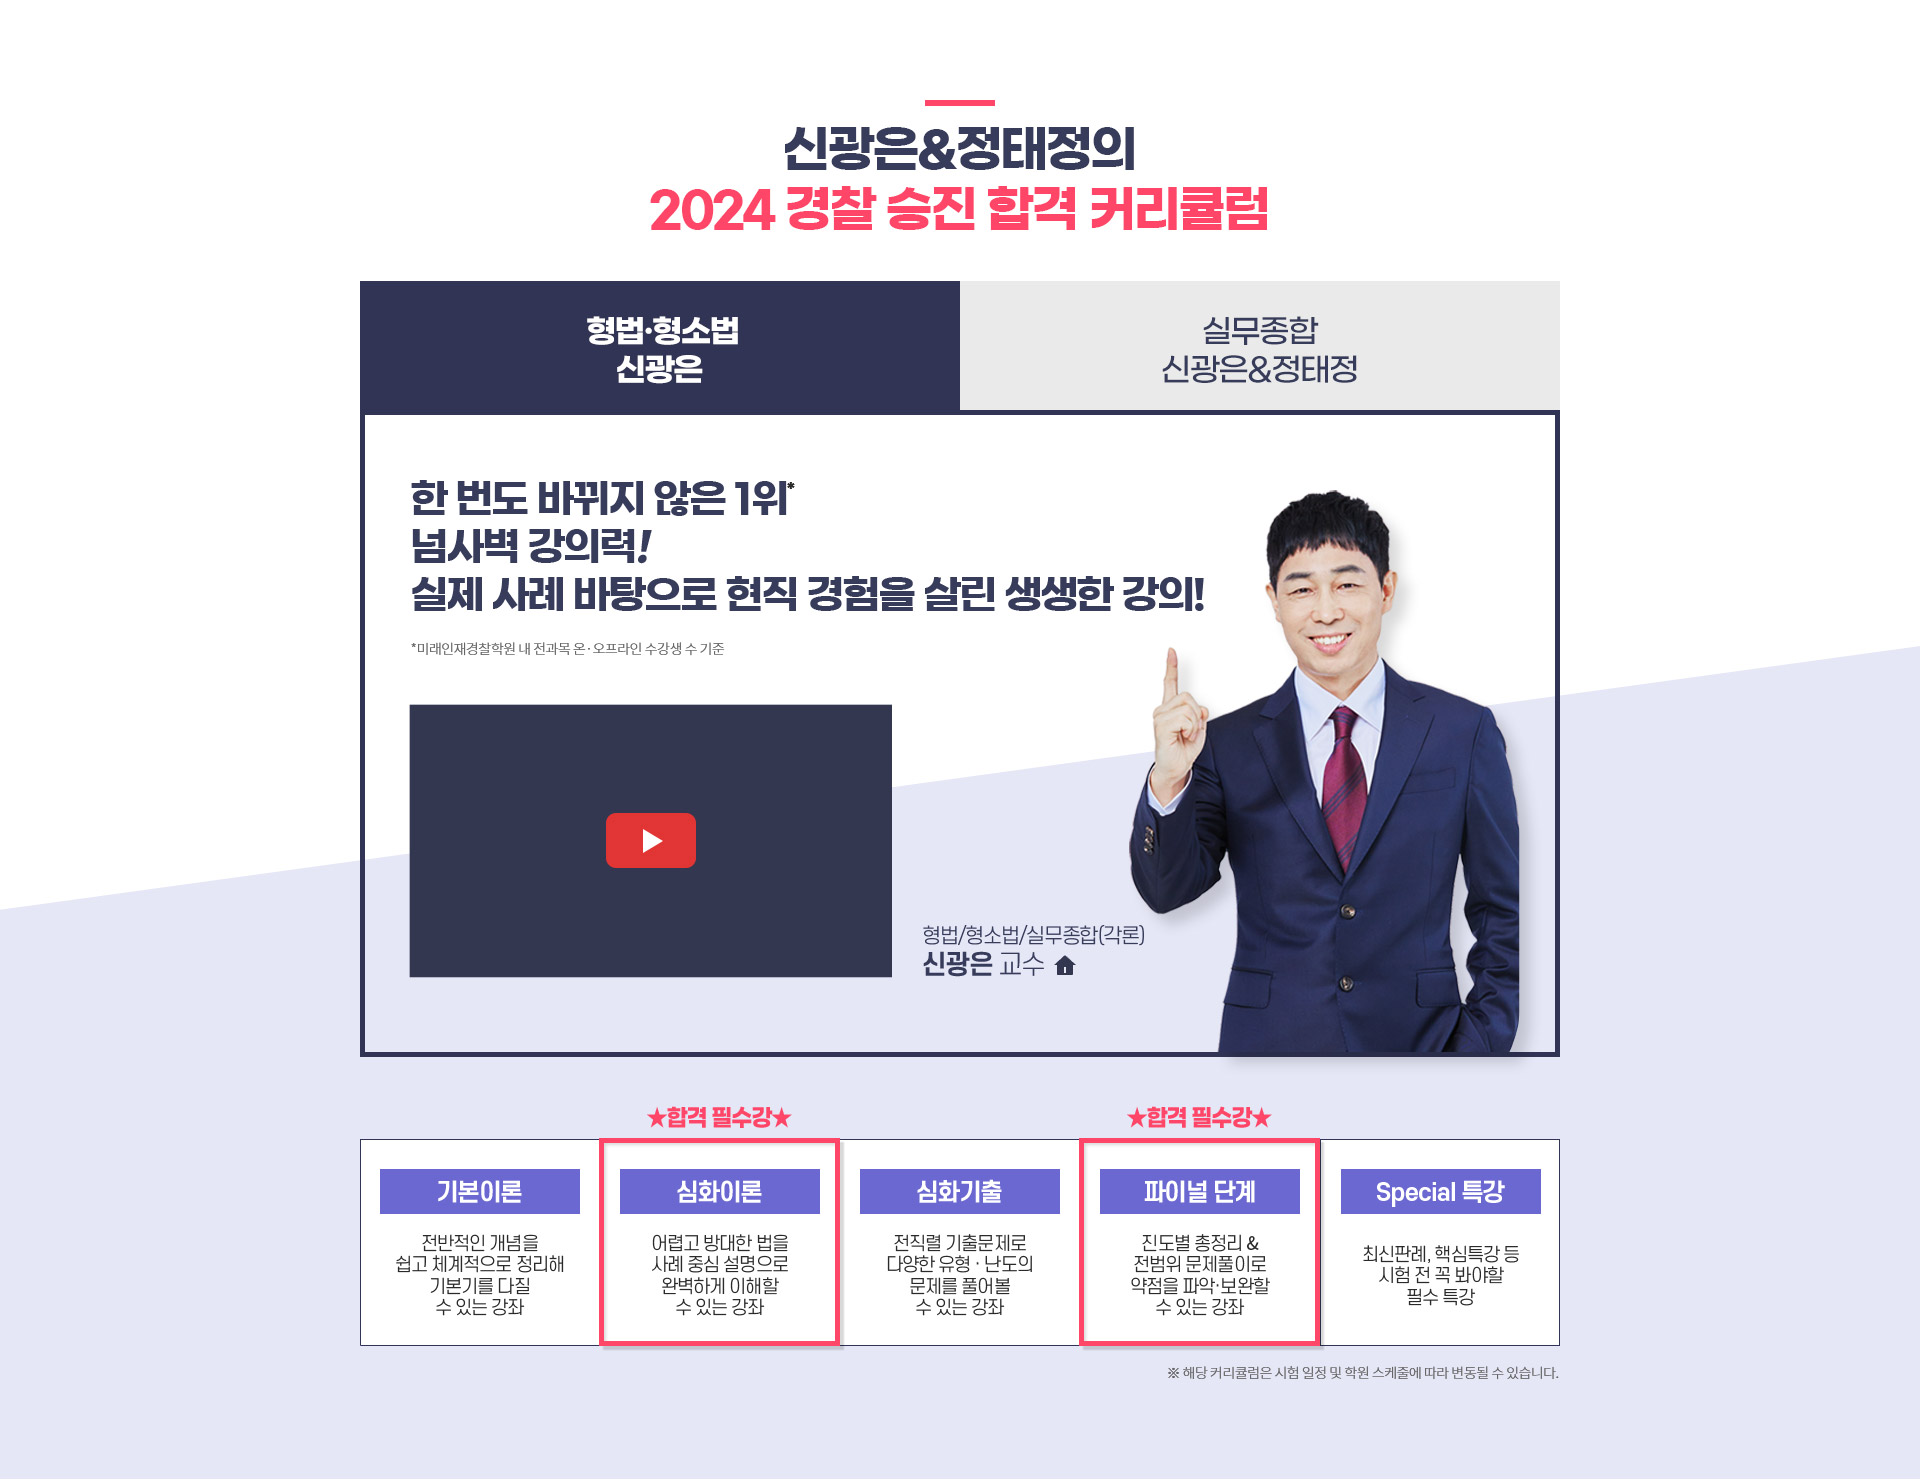 신광은&정태정의
2024 경찰 승진 합격 커리큘럼
형법·형소법
신광은
실무종합
신광은&정태정
한 번도 바뀌지 않은 1위*
넘사벽 강의력!
실제 사례 바탕으로 현직 경험을 살린 생생한 강의!
*미래인재경찰학원 내 전과목 온·오프라인 수강생 수 기준
형법/형소법/실무종합(각론)
신광은 교수
★합격 필수강★
★합격 필수강★
기본이론
전반적인 개념을
쉽고 체계적으로 정리해
기본기를 다질
수 있는 강좌
심화이론
어렵고 방대한 법을
사례 중심 설명으로
완벽하게 이해할
수 있는 강좌
심화기출
전직렬 기출문제로
다양한 유형·난도의
문제를 풀어볼
수 있는 강좌
파이널 단계
진도별 총정리 &
전범위 문제풀이로
약점을 파악·보완할
수 있는 강좌
Special 특강
최신판례, 핵심특강 등
시험 전 꼭 봐야할
필수 특강
※ 해당 커리큘럼은 시험 일정 및 학원 스케줄에 따라 변동될 수 있습니다.